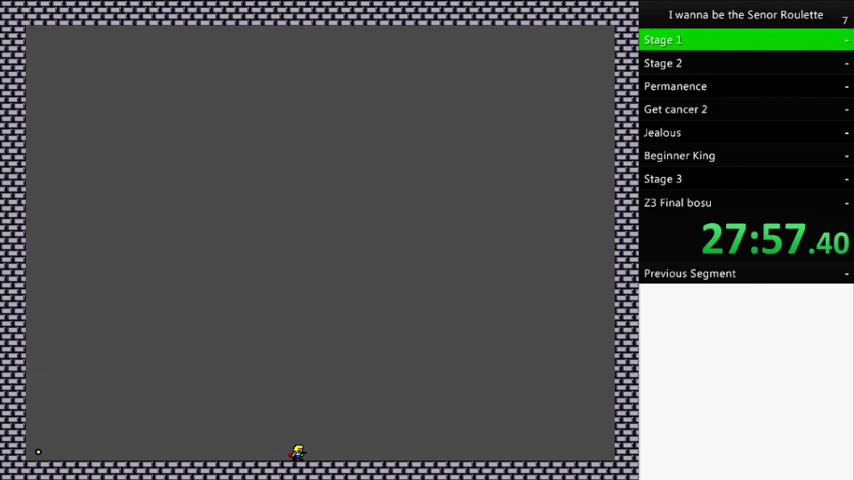 I wanna be the Senor Roulette
7
Stage 1 -
Stage 2 -
Permanence -
Get cancer 2 -
Jealous -
Beginner King -
Stage 3 -
Z3 Final bosu -
27:57.40
Previous Segment -